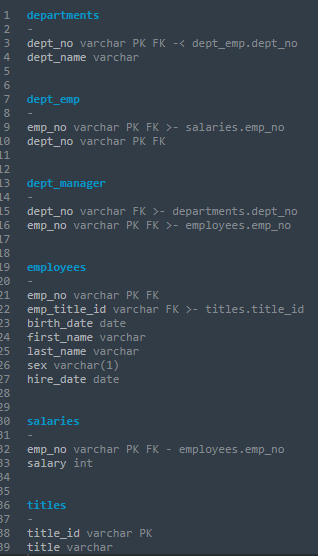 1 departments
2 -
3 dept_no varchar PK FK -< dept_emp.dept_no
4 dept_name varchar
5
6
7 dept_emp
8 -
9 emp_no varchar PK FK >- salaries.emp_no
10 dept_no varchar PK FK
11
12
13 dept_manager
14 -
15 dept_no varchar FK >- departments.dept_no
16 emp_no varchar PK FK >- employees.emp_no
17
18
19 employees
20 -
21 emp_no varchar PK FK
22 emp_title_id varchar FK >- titles.title_id
23 birth_date date
24 first_name varchar
25 last_name varchar
26 sex varchar(1)
27 hire_date date
28
29
30 salaries
31 -
32 emp_no varchar PK FK - employees.emp_no
33 salary int
34
35
36 titles
37 -
38 title_id varchar PK
39 title varchar